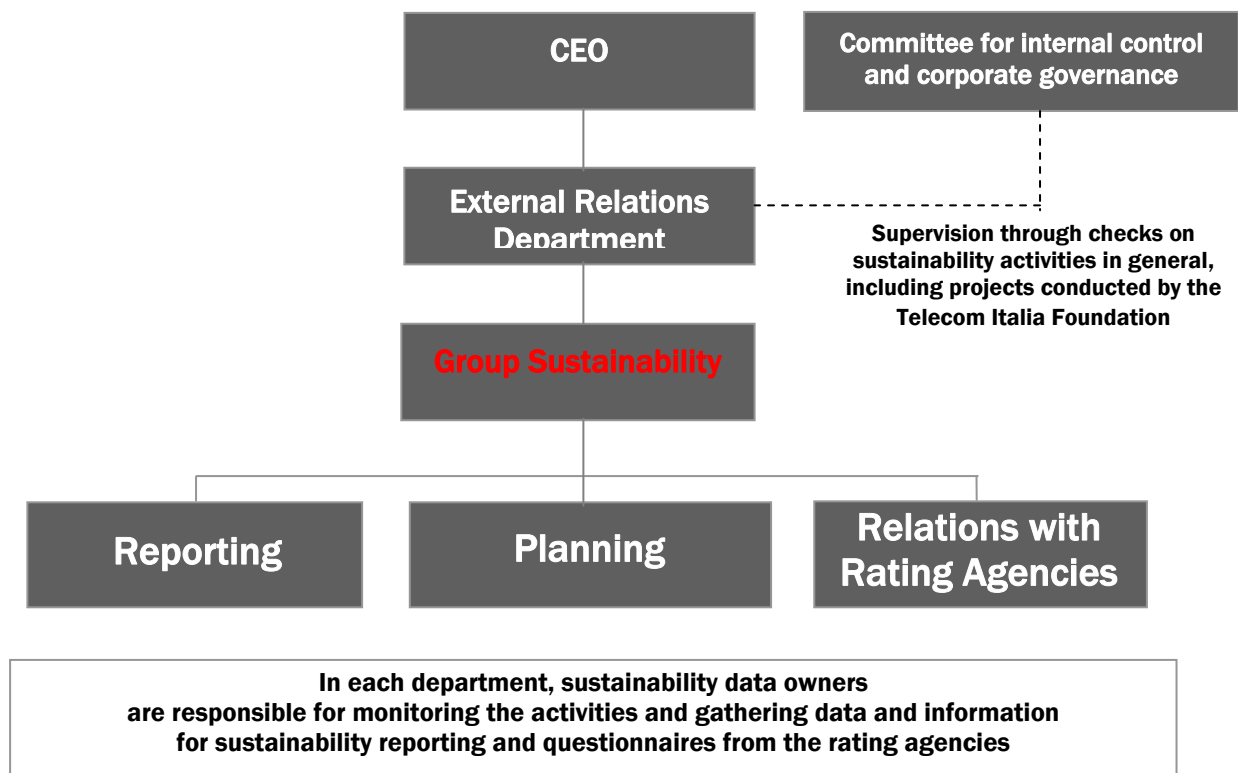 CEO
Committee for internal control
and corporate governance
External Relations
Department
Supervision through checks on
sustainability activities in general,
including projects conducted by the
Telecom Italia Foundation
Group Sustainability
Reporting
Planning
Relations with
Rating Agencies
In each department, sustainability data owners
are responsible for monitoring the activities and gathering data and information
for sustainability reporting and questionnaires from the rating agencies